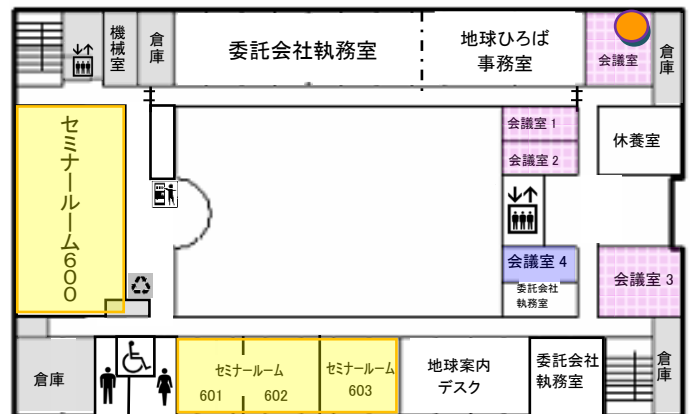 機械室
倉庫
委託会社執務室
地球ひろば
事務室
会議室
倉庫
セミナールーム600
会議室 1
会議室 2
休養室
会議室 4
委託会社
執務室
会議室 3
倉庫
セミナールーム
601
602
セミナールーム
603
地球案内
デスク
委託会社
執務室
倉庫